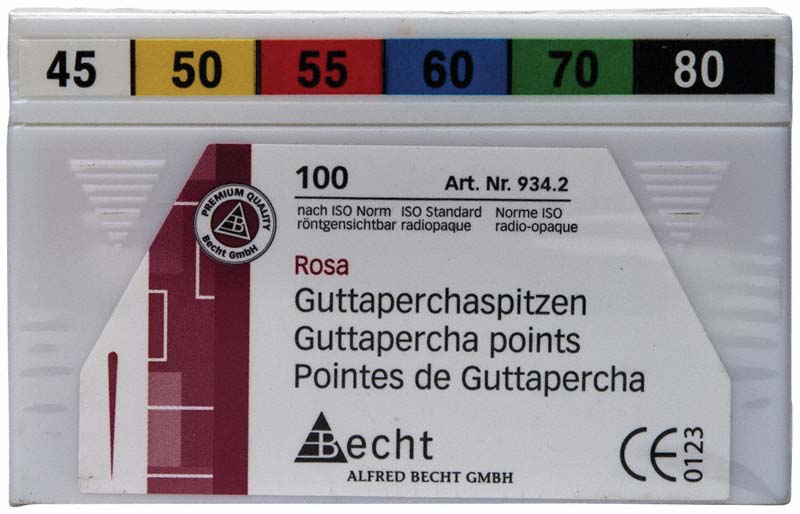 45 50 55 60 70 80
PREMIUM QUALITY
Becht GmbH
100 Art. Nr. 934.2
nach ISO Norm ISO Standard Norme ISO
röntgensichtbar radiopaque radio-opaque
Rosa
Guttaperchaspitzen
Guttapercha points
Pointes de Guttapercha
Becht
ALFRED BECHT GMBH
CE 0123